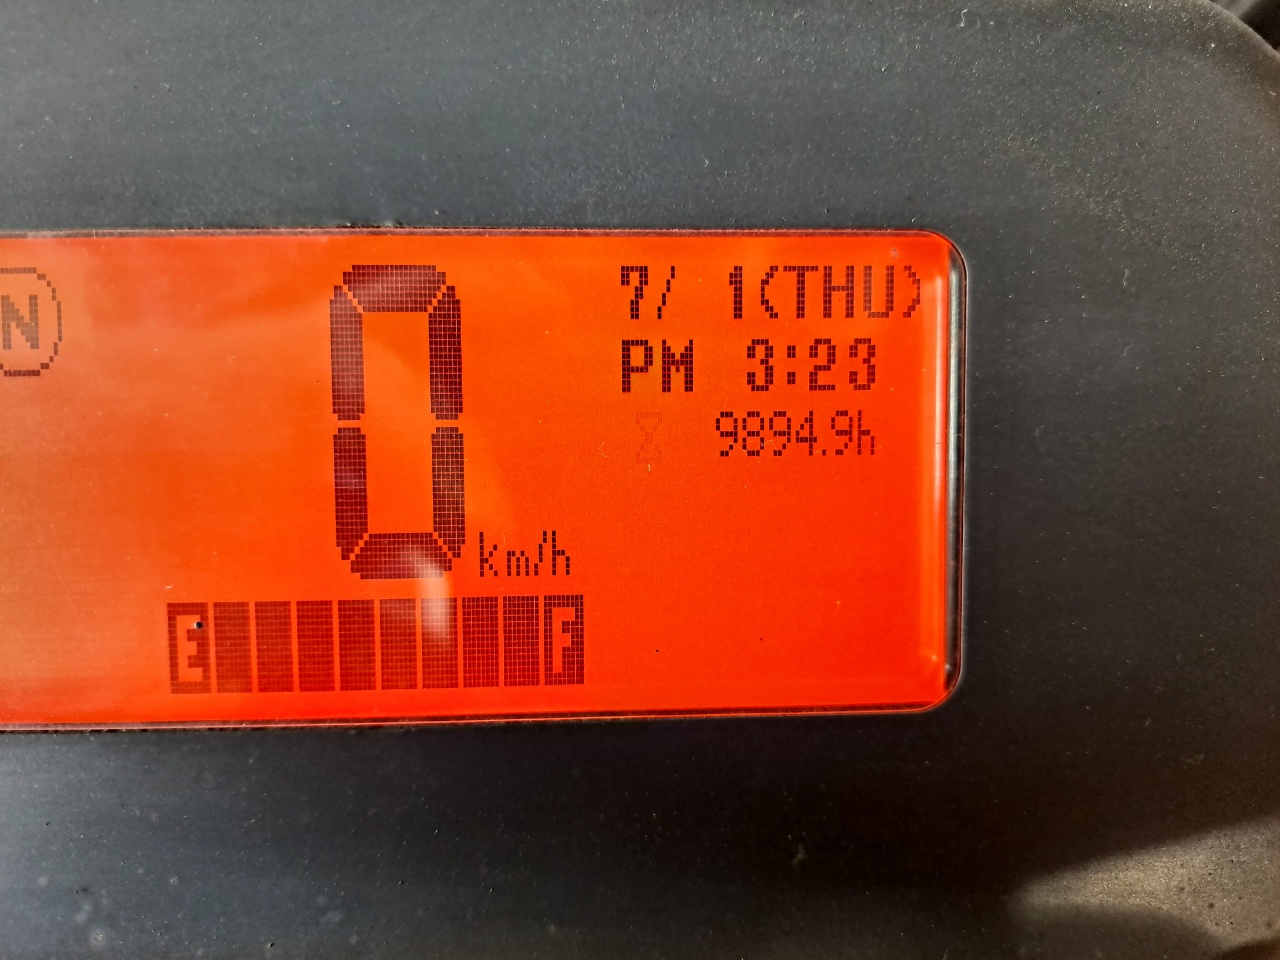 N
0 km/h
7/ 1(THU)
PM 3:23
9894.9h
E F